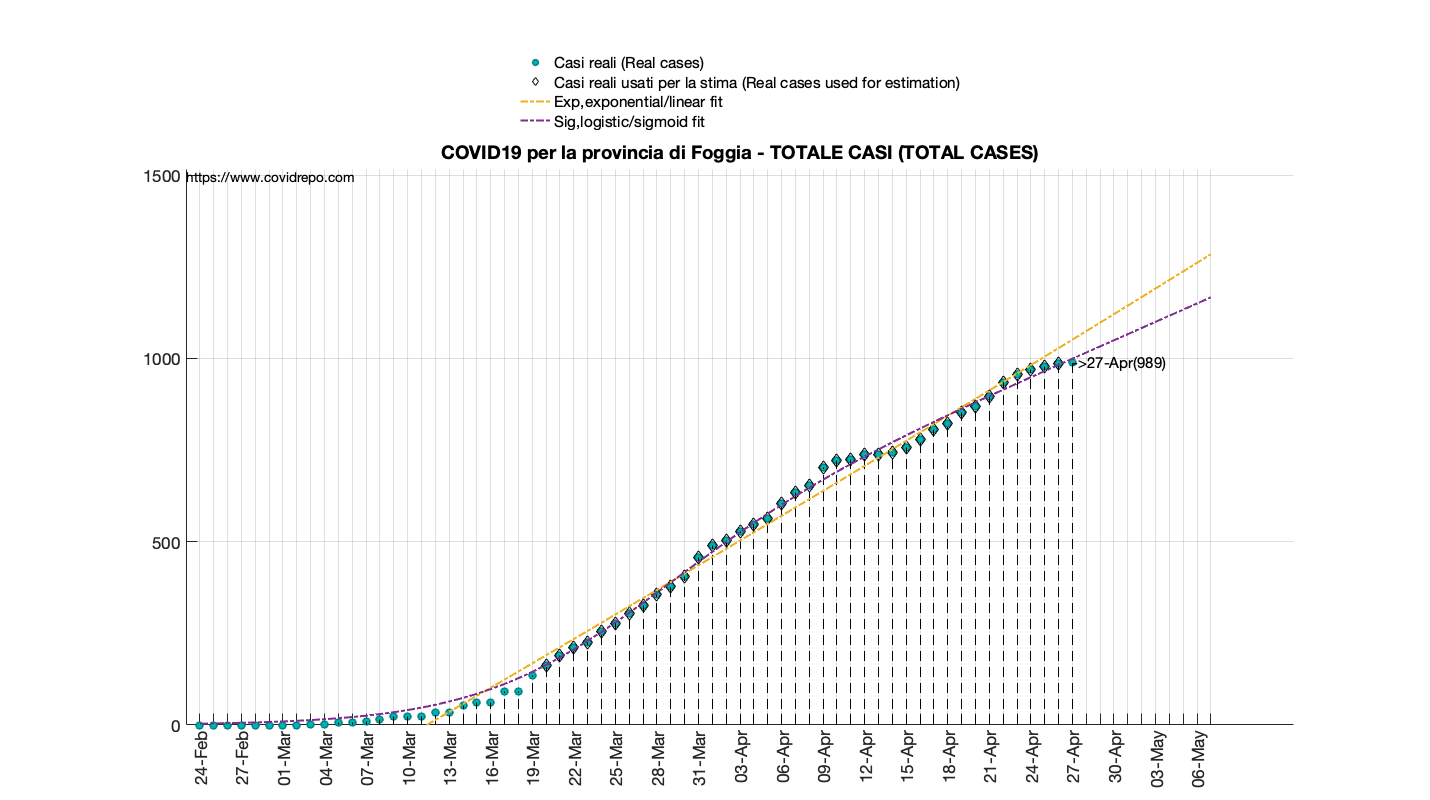 Casi reali (Real cases)
Casi reali usati per la stima (Real cases used for estimation)
Exp,exponential/linear fit
Sig,logistic/sigmoid fit
COVID19 per la provincia di Foggia - TOTALE CASI (TOTAL CASES)
https://www.covidrepo.com
1500
1000
500
0
->27-Apr(989)
24-Feb
27-Feb
01-Mar
04-Mar
07-Mar
10-Mar
13-Mar
16-Mar
19-Mar
22-Mar
25-Mar
28-Mar
31-Mar
03-Apr
06-Apr
09-Apr
12-Apr
15-Apr
18-Apr
21-Apr
24-Apr
27-Apr
30-Apr
03-May
06-May